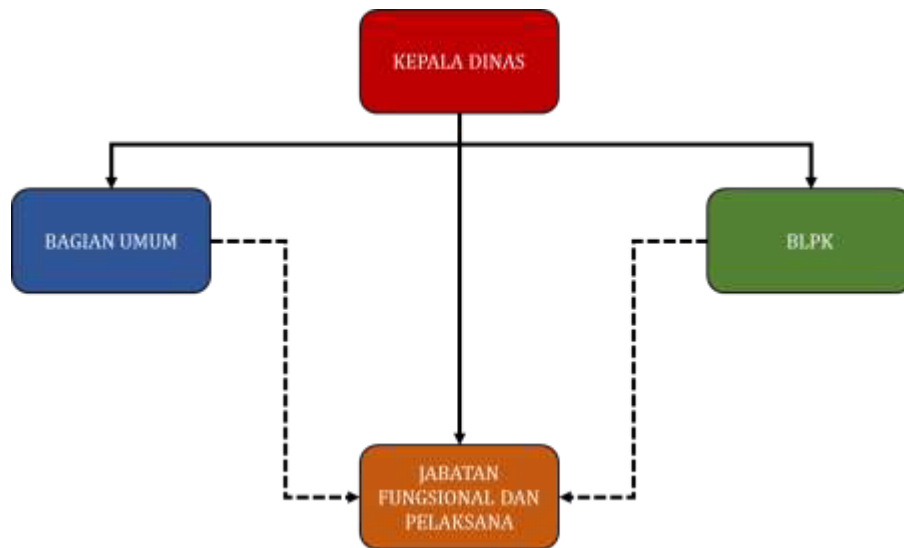 KEPALA DINAS
BAGIAN UMUM
BLPK
JABATAN
FUNGSIONAL DAN
PELAKSANA